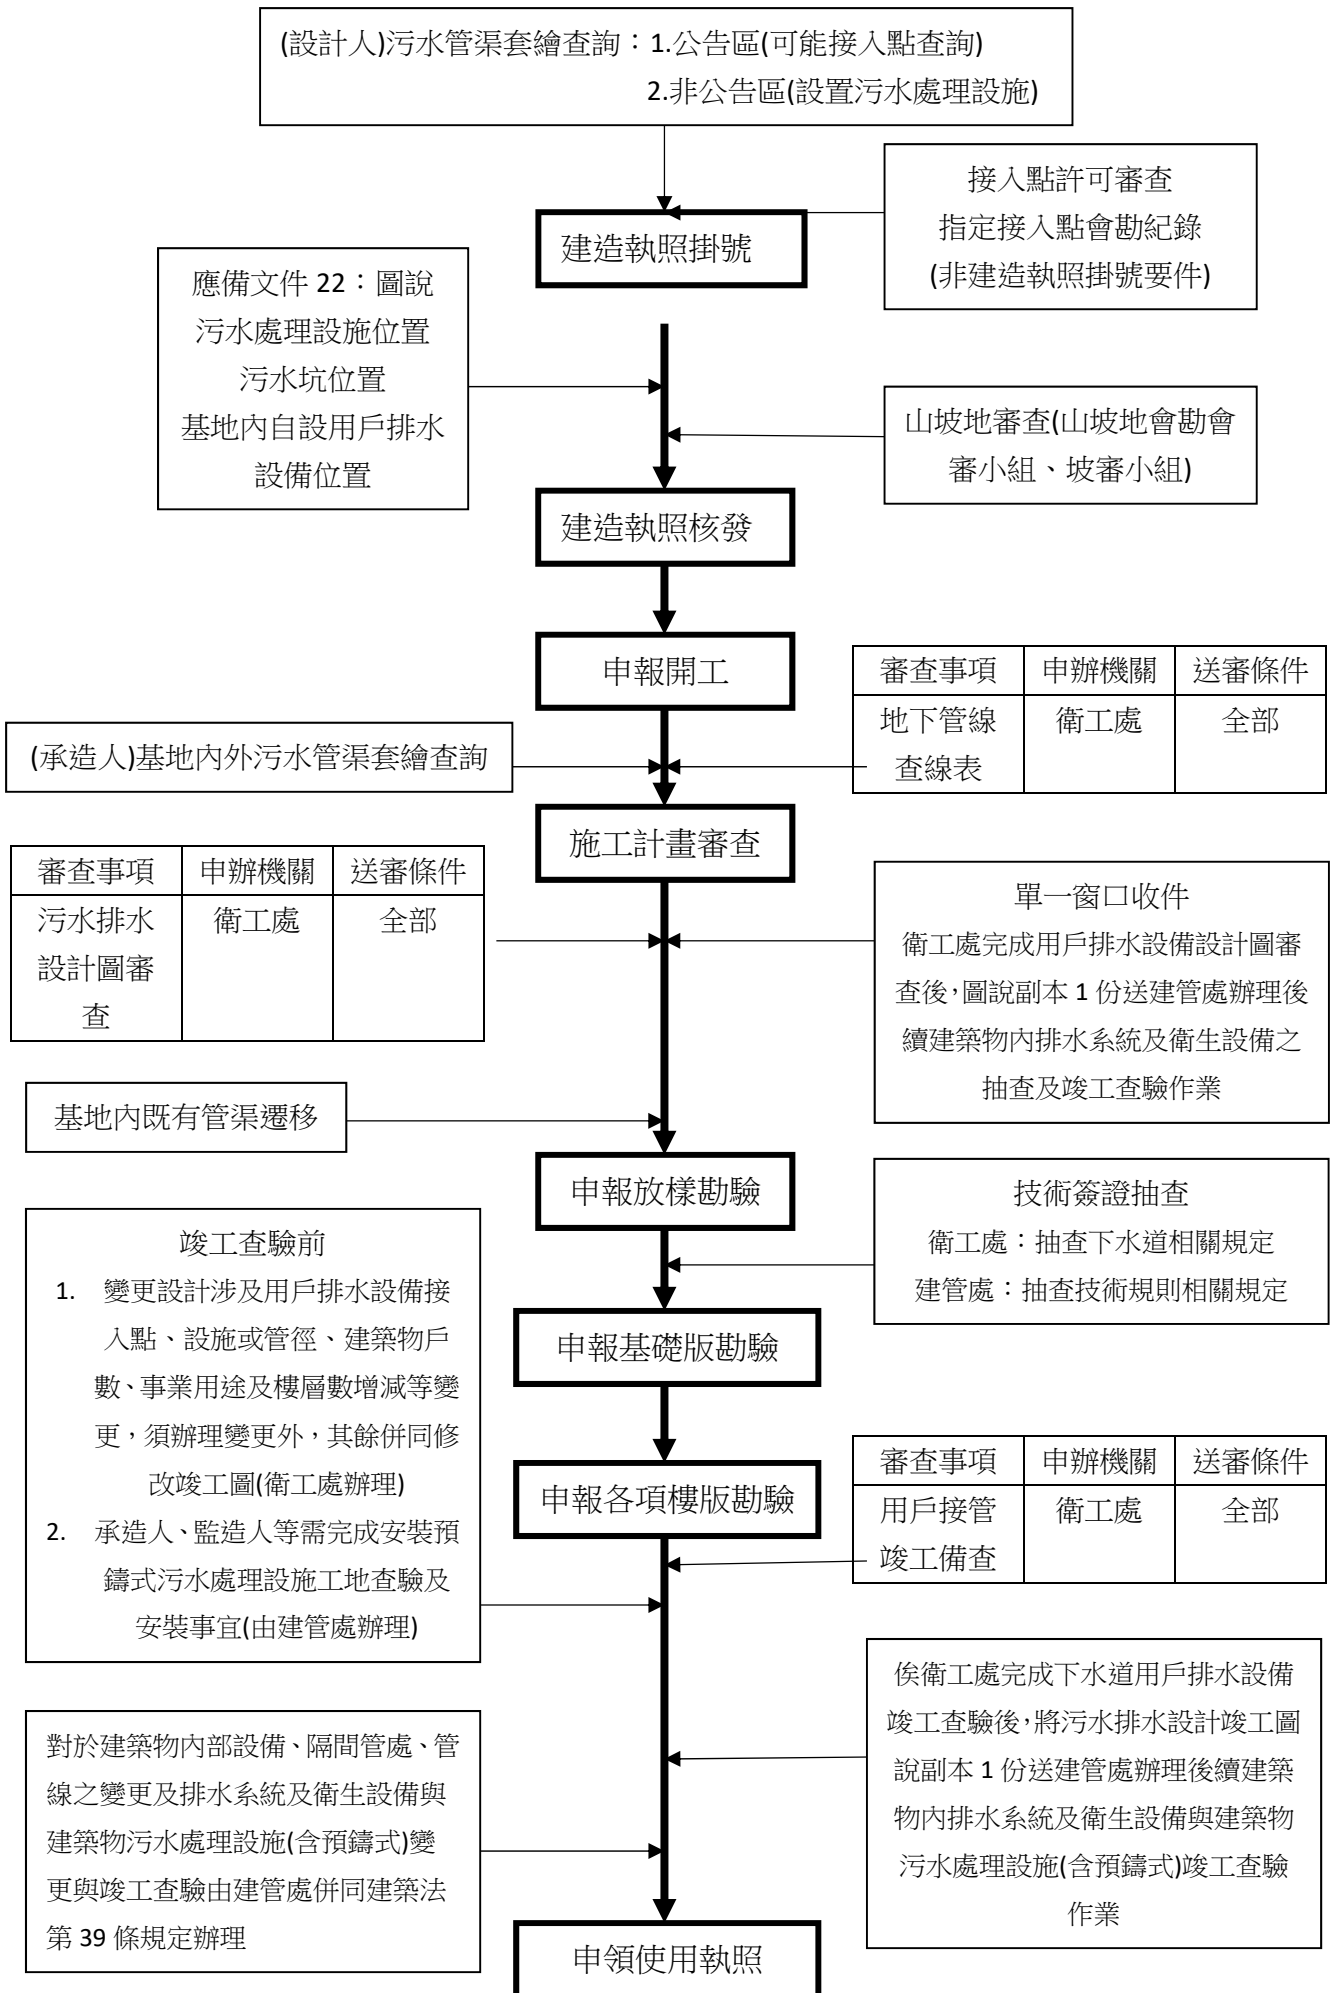 (設計人)污水管渠套繪查詢：1.公告區(可能接入點查詢)
2.非公告區(設置污水處理設施)
接入點許可審查
指定接入點會勘紀錄
(非建造執照掛號要件)
建造執照掛號
應備文件 22：圖說
污水處理設施位置
污水坑位置
基地內自設用戶排水
設備位置
山坡地審查(山坡地會勘會
審小組、坡審小組)
建造執照核發
申報開工
審查事項 申辦機關 送審條件
地下管線 衛工處 全部
查線表
(承造人)基地內外污水管渠套繪查詢
施工計畫審查
審查事項 申辦機關 送審條件
污水排水 衛工處 全部
設計圖審
查
單一窗口收件
衛工處完成用戶排水設備設計圖審
查後，圖說副本 1 份送建管處辦理後
續建築物內排水系統及衛生設備之
抽查及竣工查驗作業
基地內既有管渠遷移
申報放樣勘驗
技術簽證抽查
衛工處：抽查下水道相關規定
建管處：抽查技術規則相關規定
竣工查驗前
1. 變更設計涉及用戶排水設備接
入點、設施或管徑、建築物戶
數、事業用途及樓層數增減等變
更，須辦理變更外，其餘併同修
改竣工圖(衛工處辦理)
2. 承造人、監造人等需完成安裝預
鑄式污水處理設施工地查驗及
安裝事宜(由建管處辦理)
申報基礎版勘驗
申報各項樓版勘驗
審查事項 申辦機關 送審條件
用戶接管 衛工處 全部
竣工備查
俟衛工處完成下水道用戶排水設備
竣工查驗後，將污水排水設計竣工圖
說副本 1 份送建管處辦理後續建築
物內排水系統及衛生設備與建築物
污水處理設施(含預鑄式)竣工查驗
作業
對於建築物內部設備、隔間管處、管
線之變更及排水系統及衛生設備與
建築物污水處理設施(含預鑄式)變
更與竣工查驗由建管處併同建築法
第 39 條規定辦理
申領使用執照